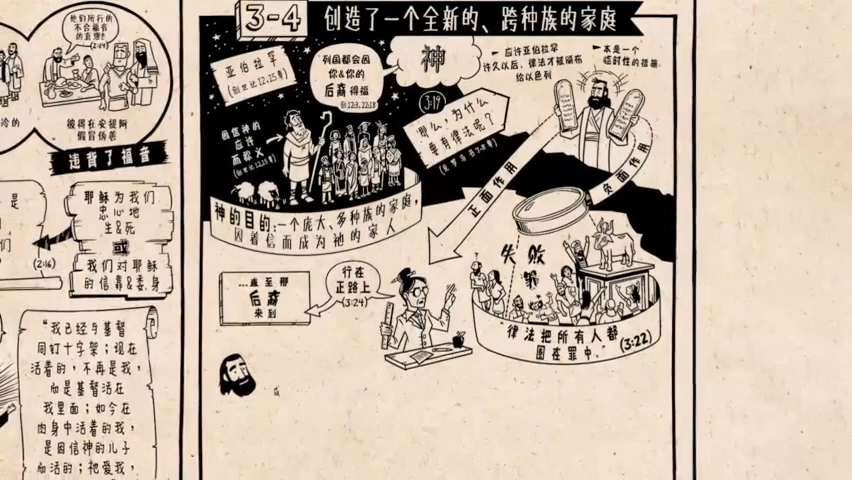 他们所行的
不合福音
的真理!
(2:14)
彼得在安提阿
假冒伪善
违背了福音
是
们
(2:16)
耶稣为我们
忠心地
生&死
或
我们对耶稣
的信靠&委身
"我已经与基督
同钉十字架;现在
活着的,不再是我,
而是基督活在
我里面;如今在
肉身中活着的我,
是因信神的儿子
而活的;祂爱我,
3-4
创造了一个全新的、跨种族的家庭
亚伯拉罕
(创世记12,15章)
"列国都会因
你&你的
后裔得福
创12:3,22:18
神
因信神的
应许
而称义
(创世记12,15章)
神的目的:一个庞大、多种族的家庭,
因着信而成为祂的家人
3:19
那么,为什么
要有律法呢?
应许亚伯拉罕
许久以后,律法才被颁布
给以色列
本是一个
临时性的措施
正面作用
负面作用
失败
罪
"律法把所有人都
圈在罪中."
(3:22)
行在
正路上
(3:24)
...直至那
后裔
来到